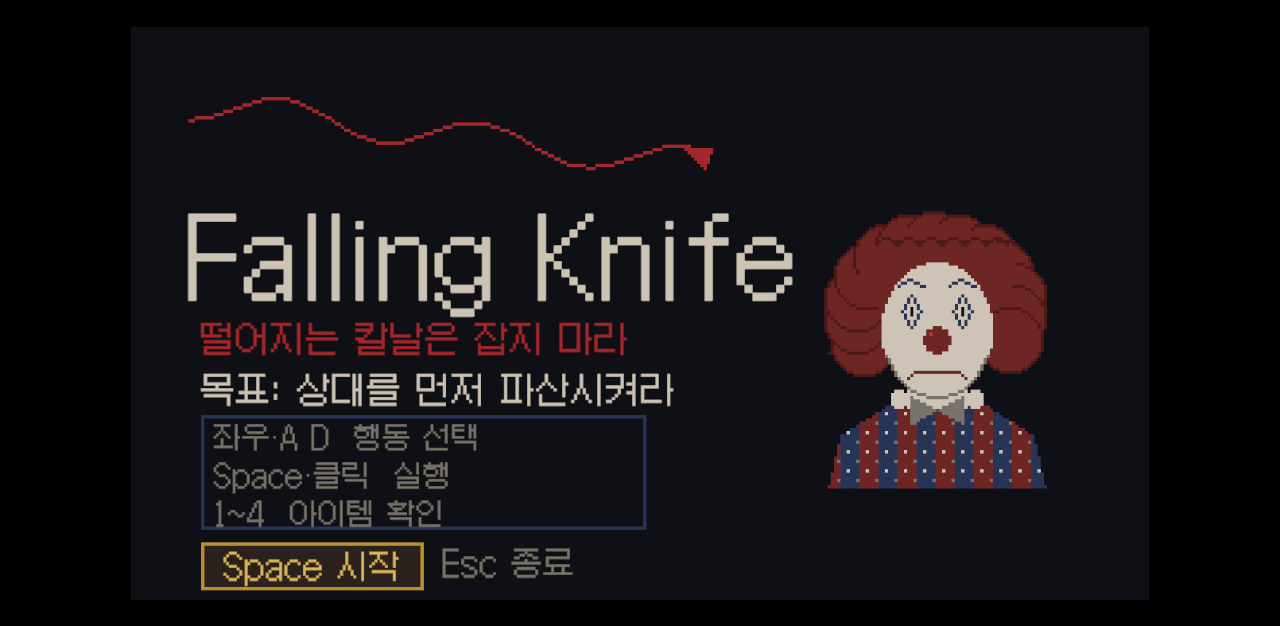 Falling Knife
떨어지는 칼날은 잡지 마라
목표: 상대를 먼저 파산시켜라
좌우·A D 행동 선택
Space·클릭 실행
1~4 아이템 확인
Space 시작 Esc 종료